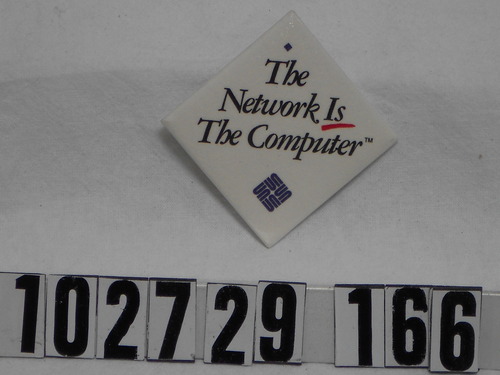 The
Network Is
The Computer™
102729 166